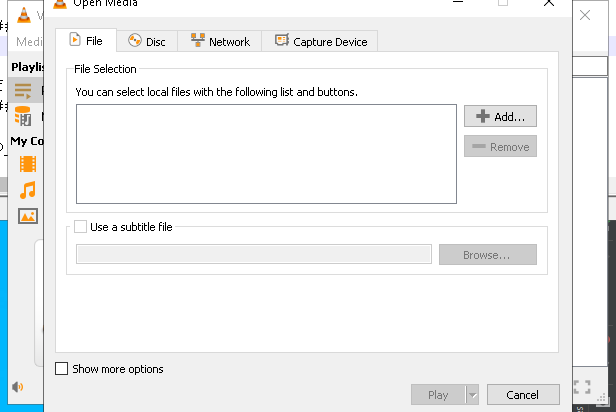 Open Media
Medi
File
Disc
Network
Capture Device
Playlis
File Selection
You can select local files with the following list and buttons.
Add...
Remove
My Co
Use a subtitle file
Browse...
Show more options
Play
Cancel